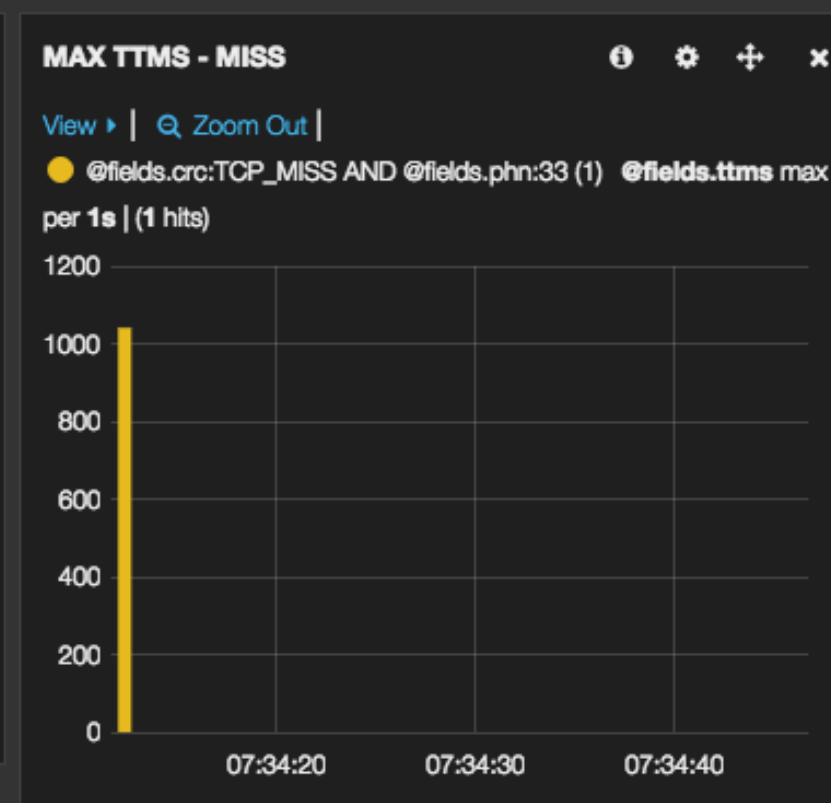 MAX TTMS - MISS
View | Zoom Out |
@fields.crc:TCP_MISS AND @fields.phn:33 (1) @fields.ttms max
per 1s | (1 hits)
1200
1000
800
600
400
200
0
07:34:20 07:34:30 07:34:40